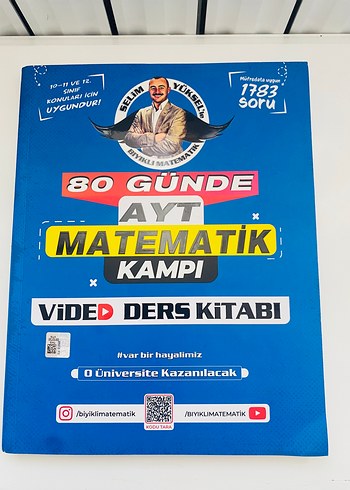 10-11 VE 12.
SINIF
KONULARI İÇİN
UYGUNDUR!
Müfredata uygun
1783
SORU
SELİM YÜKSEL'le
BIYIKLI MATEMATİK
80 GÜNDE
AYT
MATEMATİK
KAMPI
VİDEO DERS KİTABI
#var bir hayalimiz
O Üniversite Kazanılacak
/biyiklimatematik
KODU TARA
/BIYIKLIMATEMATIK